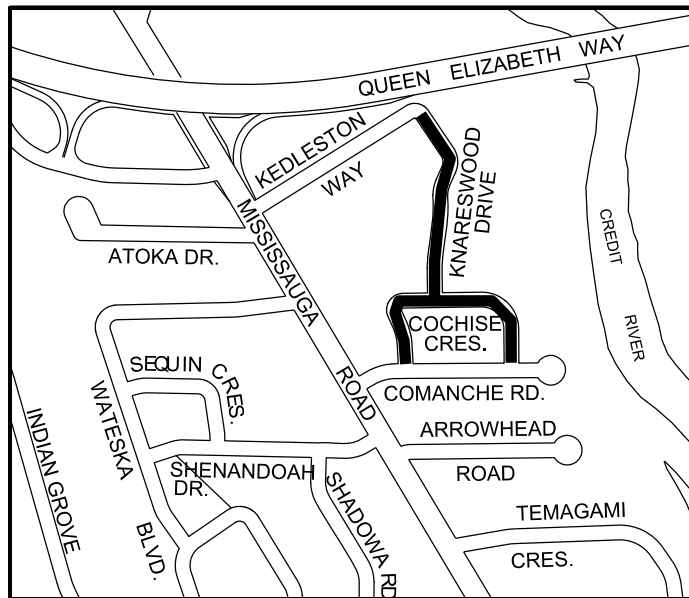 QUEEN ELIZABETH WAY
KEDLESTON
WAY
KNARESWOOD
DRIVE
MISSISSAUGA
ROAD
ATOKA DR.
CREDIT
RIVER
COCHISE
CRES.
SEQUIN
CRES.
COMANCHE RD.
WATESKA
BLVD.
INDIAN GROVE
ARROWHEAD
ROAD
SHENANDOAH
DR.
SHADOWA RD
TEMAGAMI
CRES.